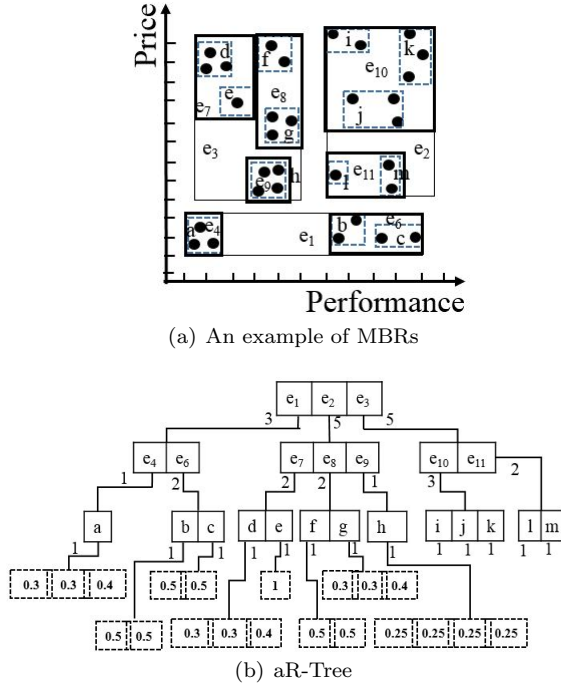 Price
d
f
i
k
e₁₀
e
e₇
e₈
j
g
e₃
e₂
e₉
h
l
e₁₁
m
a
e₄
e₁
b
e₆
c
Performance
(a) An example of MBRs
e₁ e₂ e₃
3 5 5
e₄ e₆ e₇ e₈ e₉ e₁₀ e₁₁
1 2 2 2 1 3 2
a b c d e f g h i j k l m
1 1 1 1 1 1 1 1 1 1 1 1 1
0.3 0.3 0.4 0.5 0.5 1 0.3 0.3 0.4
0.5 0.5 0.3 0.3 0.4 0.5 0.5 0.25 0.25 0.25 0.25
(b) aR-Tree